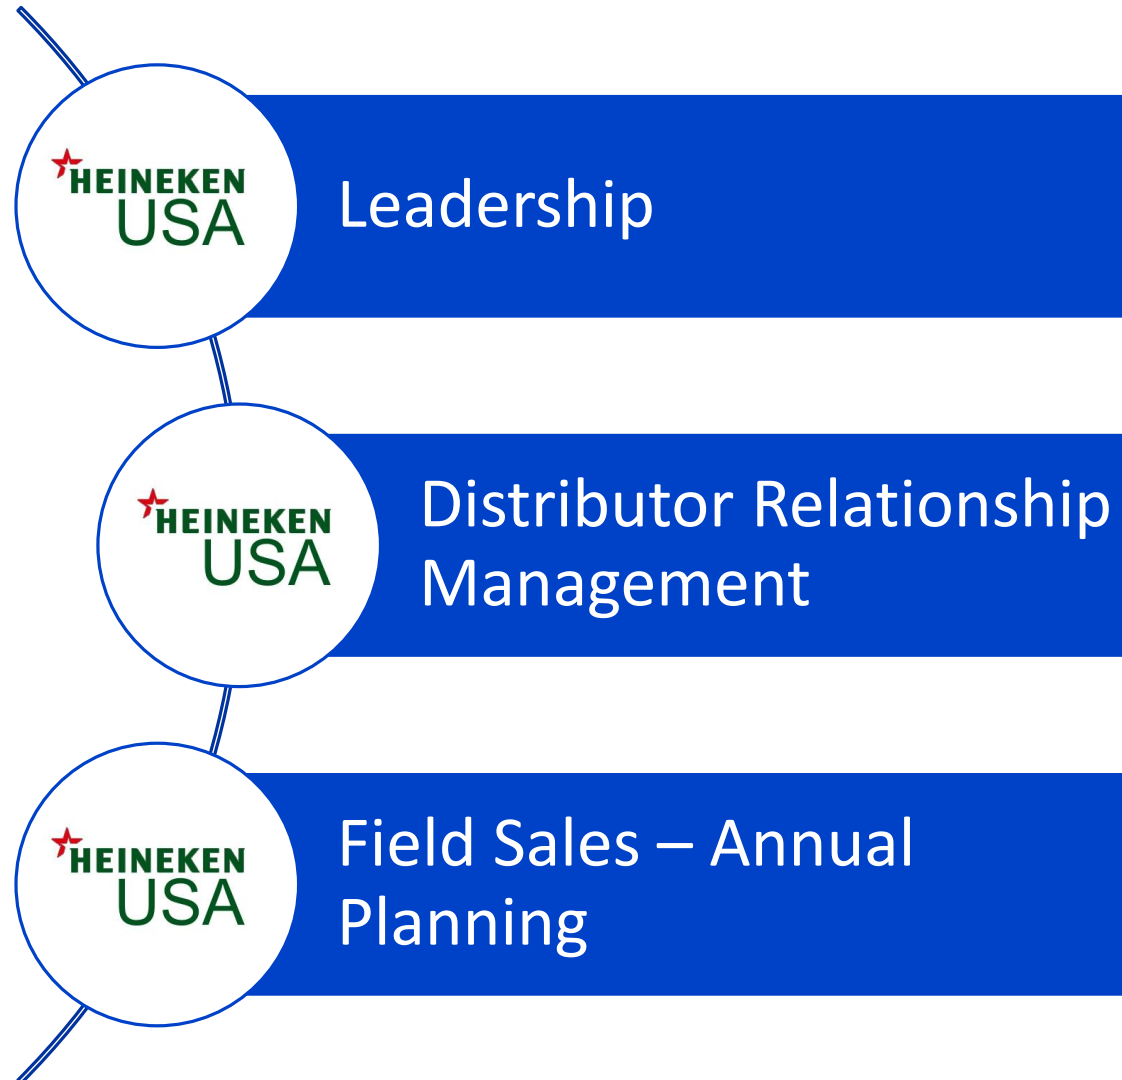 HEINEKEN
USA
Leadership
HEINEKEN
USA
Distributor Relationship
Management
HEINEKEN
USA
Field Sales – Annual
Planning